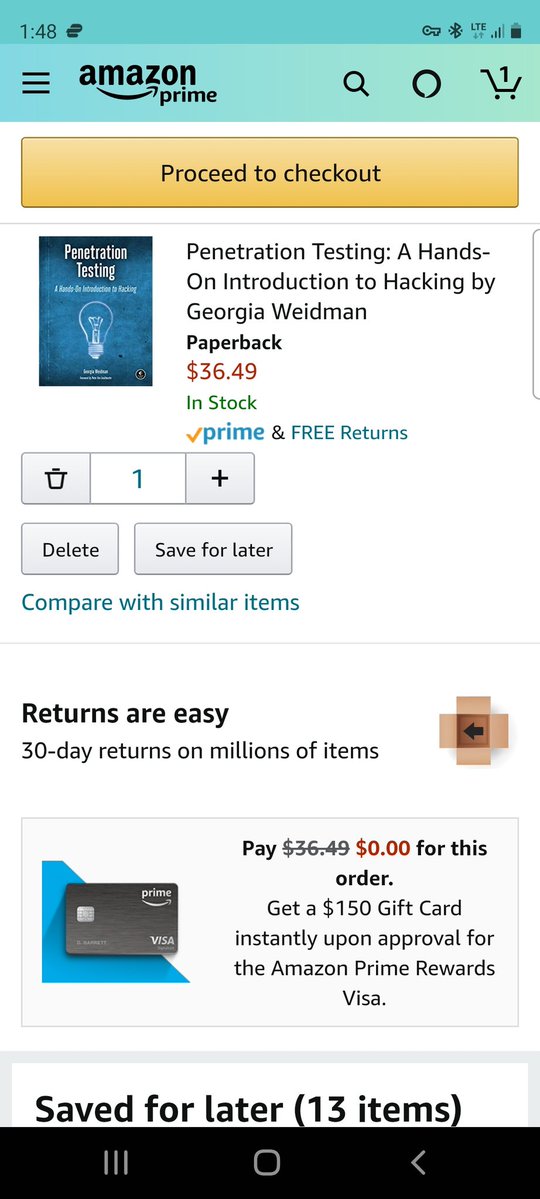 1:48
LTE
amazon
prime
1
Proceed to checkout
Penetration
Testing
A Hands-On Introduction to Hacking
Georgia Weidman
Penetration Testing: A Hands-
On Introduction to Hacking by
Georgia Weidman
Paperback
$36.49
In Stock
prime & FREE Returns
1 +
Delete Save for later
Compare with similar items
Returns are easy
30-day returns on millions of items
prime
VISA
D. BARRETT
Pay $36.49 $0.00 for this
order.
Get a $150 Gift Card
instantly upon approval for
the Amazon Prime Rewards
Visa.
Saved for later (13 items)